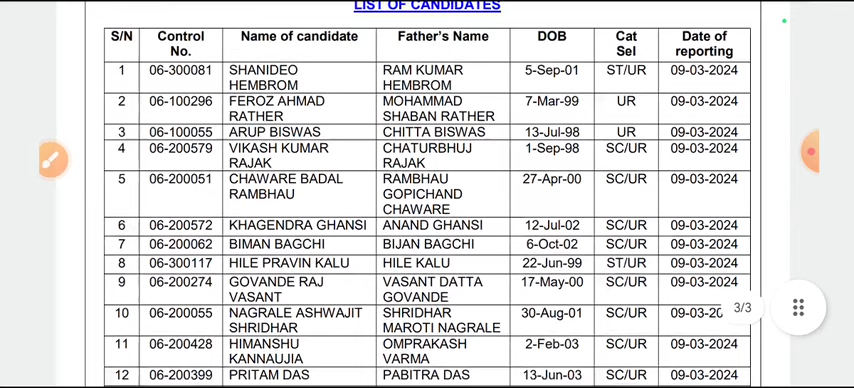 LIST OF CANDIDATES
S/N Control No. Name of candidate Father's Name DOB Cat Sel Date of reporting
1 06-300081 SHANIDEO HEMBROM RAM KUMAR HEMBROM 5-Sep-01 ST/UR 09-03-2024
2 06-100296 FEROZ AHMAD RATHER MOHAMMAD SHABAN RATHER 7-Mar-99 UR 09-03-2024
3 06-100055 ARUP BISWAS CHITTA BISWAS 13-Jul-98 UR 09-03-2024
4 06-200579 VIKASH KUMAR RAJAK CHATURBHUJ RAJAK 1-Sep-98 SC/UR 09-03-2024
5 06-200051 CHAWARE BADAL RAMBHAU RAMBHAU GOPICHAND CHAWARE 27-Apr-00 SC/UR 09-03-2024
6 06-200572 KHAGENDRA GHANSI ANAND GHANSI 12-Jul-02 SC/UR 09-03-2024
7 06-200062 BIMAN BAGCHI BIJAN BAGCHI 6-Oct-02 SC/UR 09-03-2024
8 06-300117 HILE PRAVIN KALU HILE KALU 22-Jun-99 ST/UR 09-03-2024
9 06-200274 GOVANDE RAJ VASANT VASANT DATTA GOVANDE 17-May-00 SC/UR 09-03-2024
10 06-200055 NAGRALE ASHWAJIT SHRIDHAR SHRIDHAR MAROTI NAGRALE 30-Aug-01 SC/UR 09-03-20
3/3
11 06-200428 HIMANSHU KANNAUJIA OMPRAKASH VARMA 2-Feb-03 SC/UR 09-03-2024
12 06-200399 PRITAM DAS PABITRA DAS 13-Jun-03 SC/UR 09-03-2024